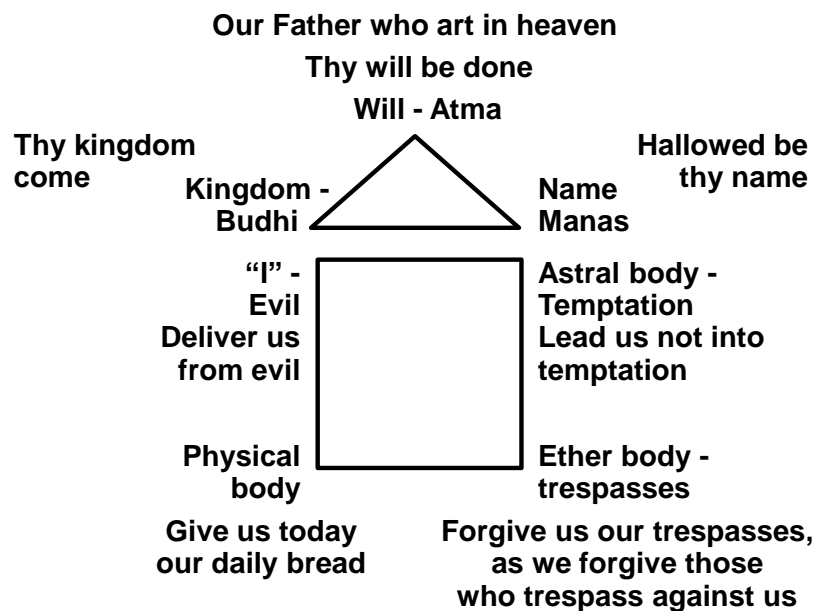 Our Father who art in heaven
Thy will be done
Will - Atma
Thy kingdom
come
Hallowed be
thy name
Kingdom -
Budhi
Name
Manas
“I” -
Evil
Deliver us
from evil
Astral body -
Temptation
Lead us not into
temptation
Physical
body
Ether body -
trespasses
Give us today
our daily bread
Forgive us our trespasses,
as we forgive those
who trespass against us